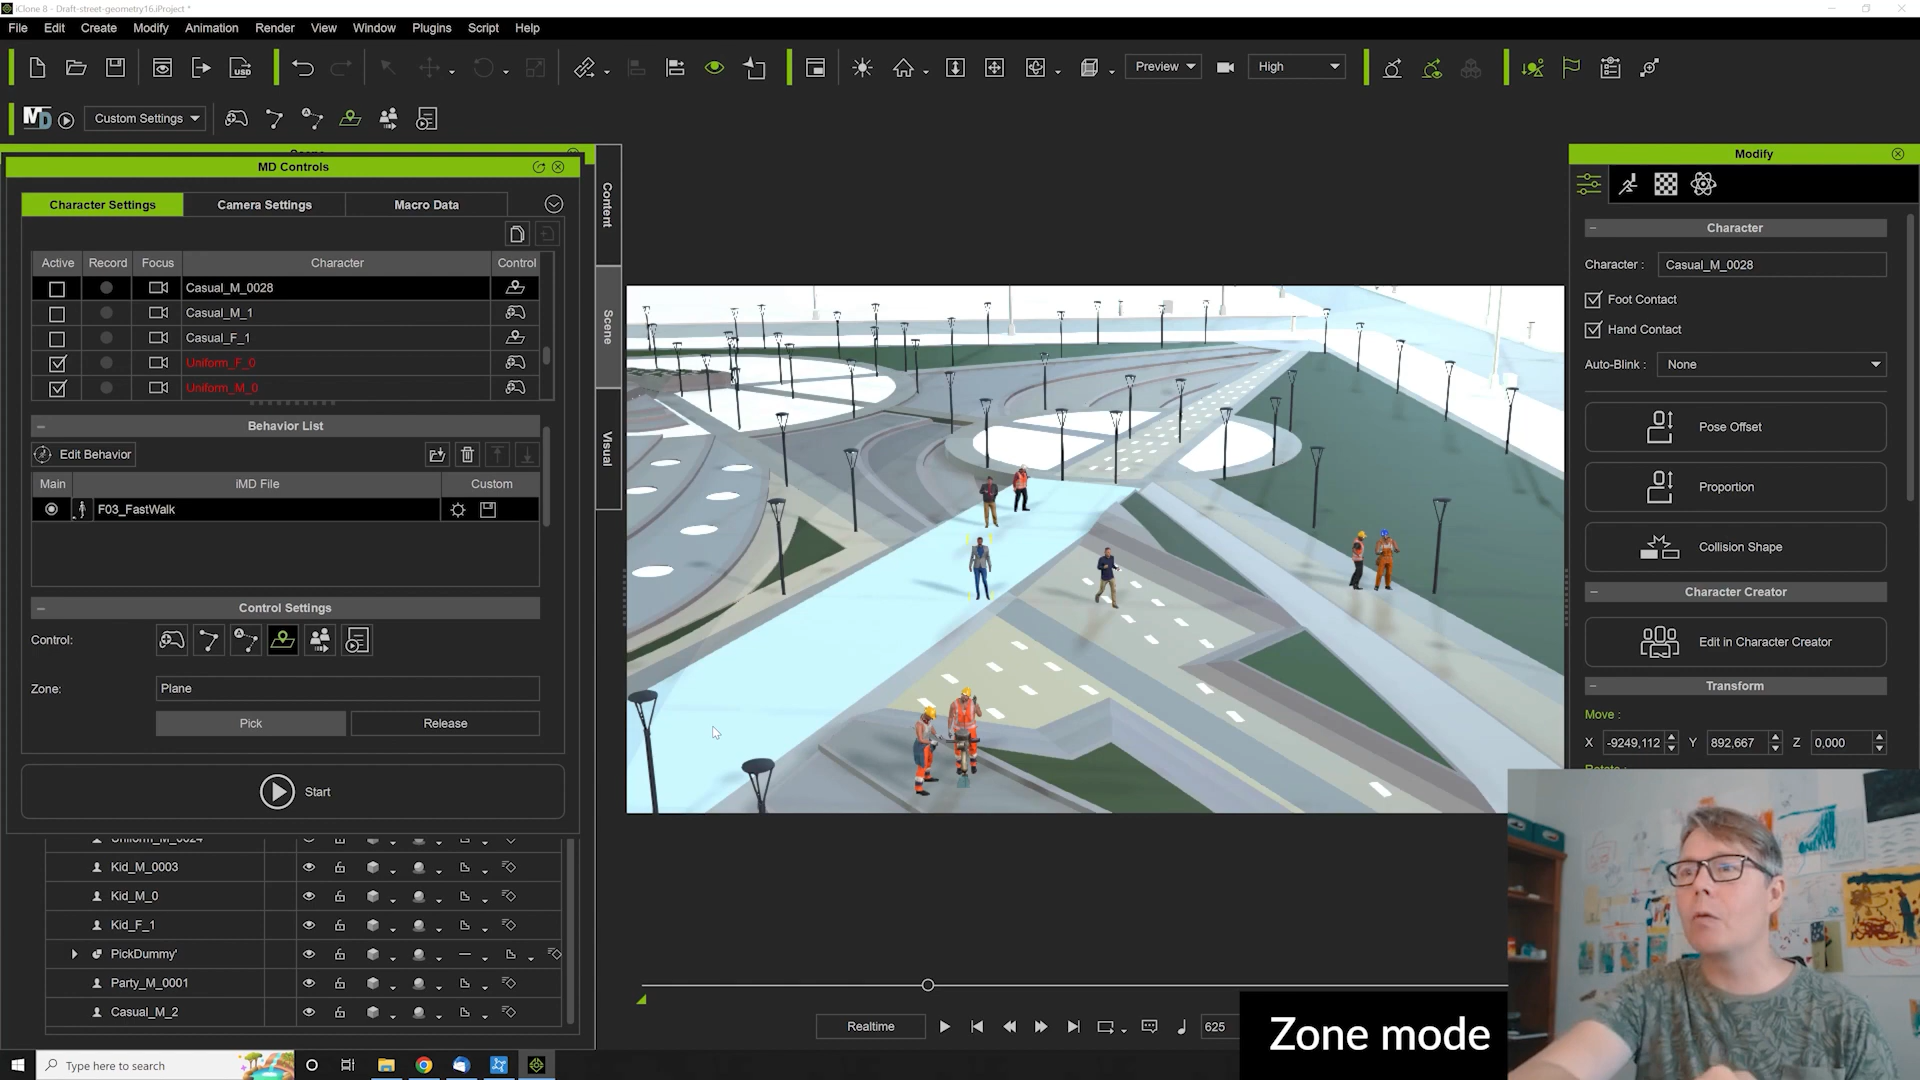 iClone 8 - Draft-street-geometry16.iProject *
File Edit Create Modify Animation Render View Window Plugins Script Help
USD
Preview
High
MD
Custom Settings
MD Controls
Character Settings Camera Settings Macro Data
Active Record Focus Character Control
Casual_M_0028
Casual_M_1
Casual_F_1
Uniform_F_0
Uniform_M_0
Behavior List
Edit Behavior
Main iMD File Custom
F03_FastWalk
Control Settings
Control:
Zone: Plane
Pick Release
Start
Uniform_M_0024
Kid_M_0003
Kid_M_0
Kid_F_1
PickDummy'
Party_M_0001
Casual_M_2
Content
Scene
Visual
Modify
Character
Character : Casual_M_0028
Foot Contact
Hand Contact
Auto-Blink : None
Pose Offset
Proportion
Collision Shape
Character Creator
Edit in Character Creator
Transform
Move :
X -9249,112 Y 892,667 Z 0,000
Realtime
625
Zone mode
Type here to search